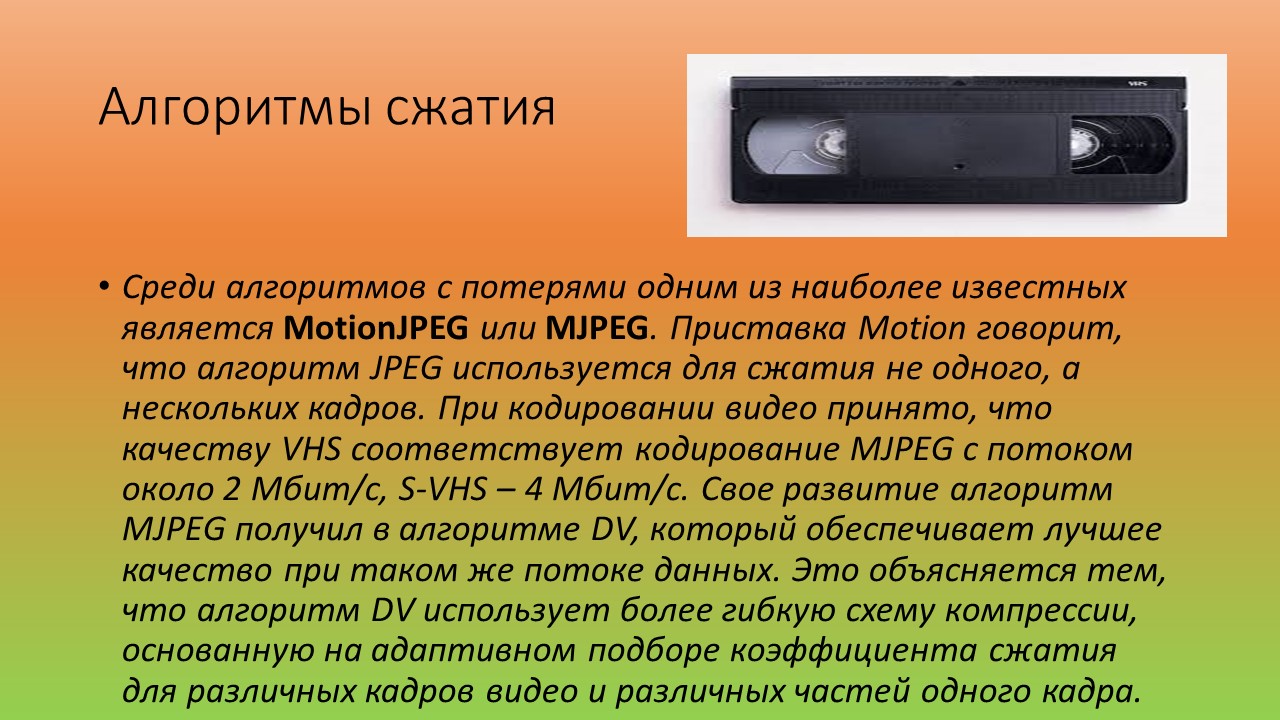 Алгоритмы сжатия
VHS
• Среди алгоритмов с потерями одним из наиболее известных
является MotionJPEG или MJPEG. Приставка Motion говорит,
что алгоритм JPEG используется для сжатия не одного, а
нескольких кадров. При кодировании видео принято, что
качеству VHS соответствует кодирование MJPEG с потоком
около 2 Мбит/с, S-VHS – 4 Мбит/с. Свое развитие алгоритм
MJPEG получил в алгоритме DV, который обеспечивает лучшее
качество при таком же потоке данных. Это объясняется тем,
что алгоритм DV использует более гибкую схему компрессии,
основанную на адаптивном подборе коэффициента сжатия
для различных кадров видео и различных частей одного кадра.